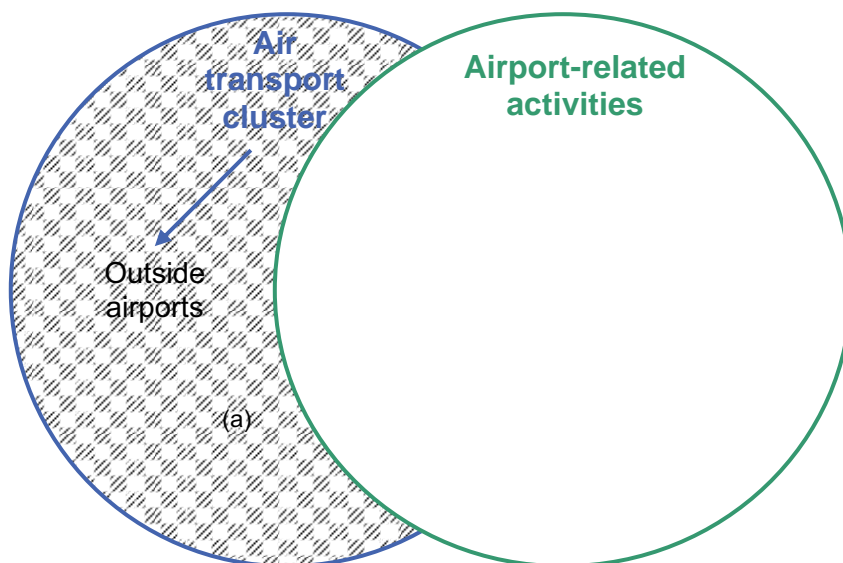 Air
transport
cluster
Airport-related
activities
Outside
airports
(a)